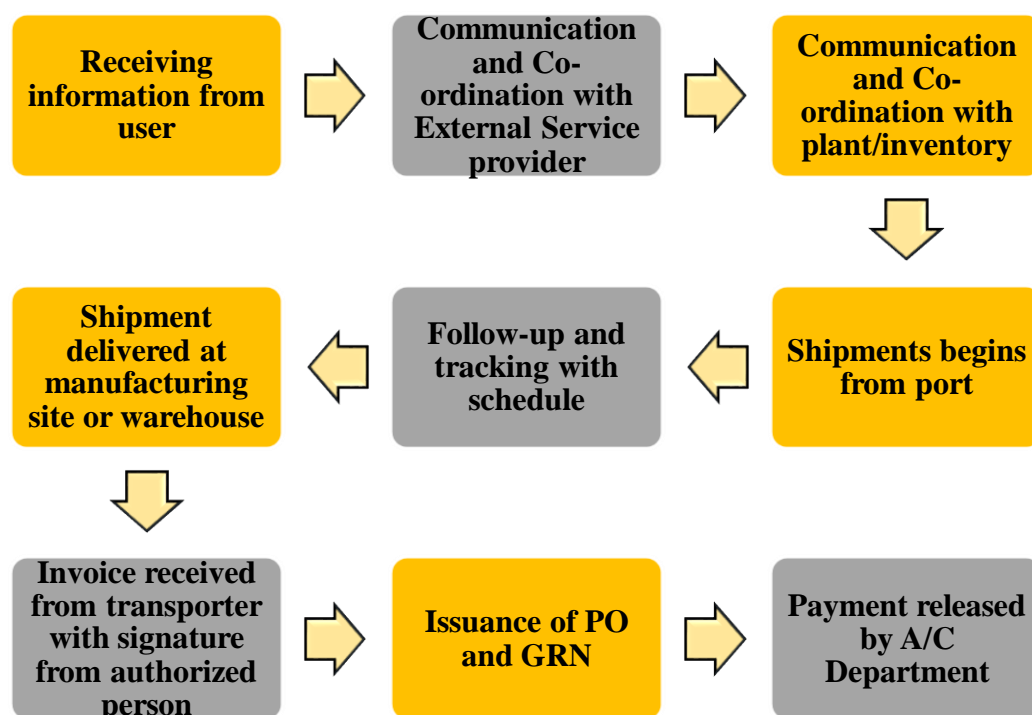 Receiving
information from
user
Communication
and Co-
ordination with
External Service
provider
Communication
and Co-
ordination with
plant/inventory
Shipments begins
from port
Follow-up and
tracking with
schedule
Shipment
delivered at
manufacturing
site or warehouse
Invoice received
from transporter
with signature
from authorized
person
Issuance of PO
and GRN
Payment released
by A/C
Department